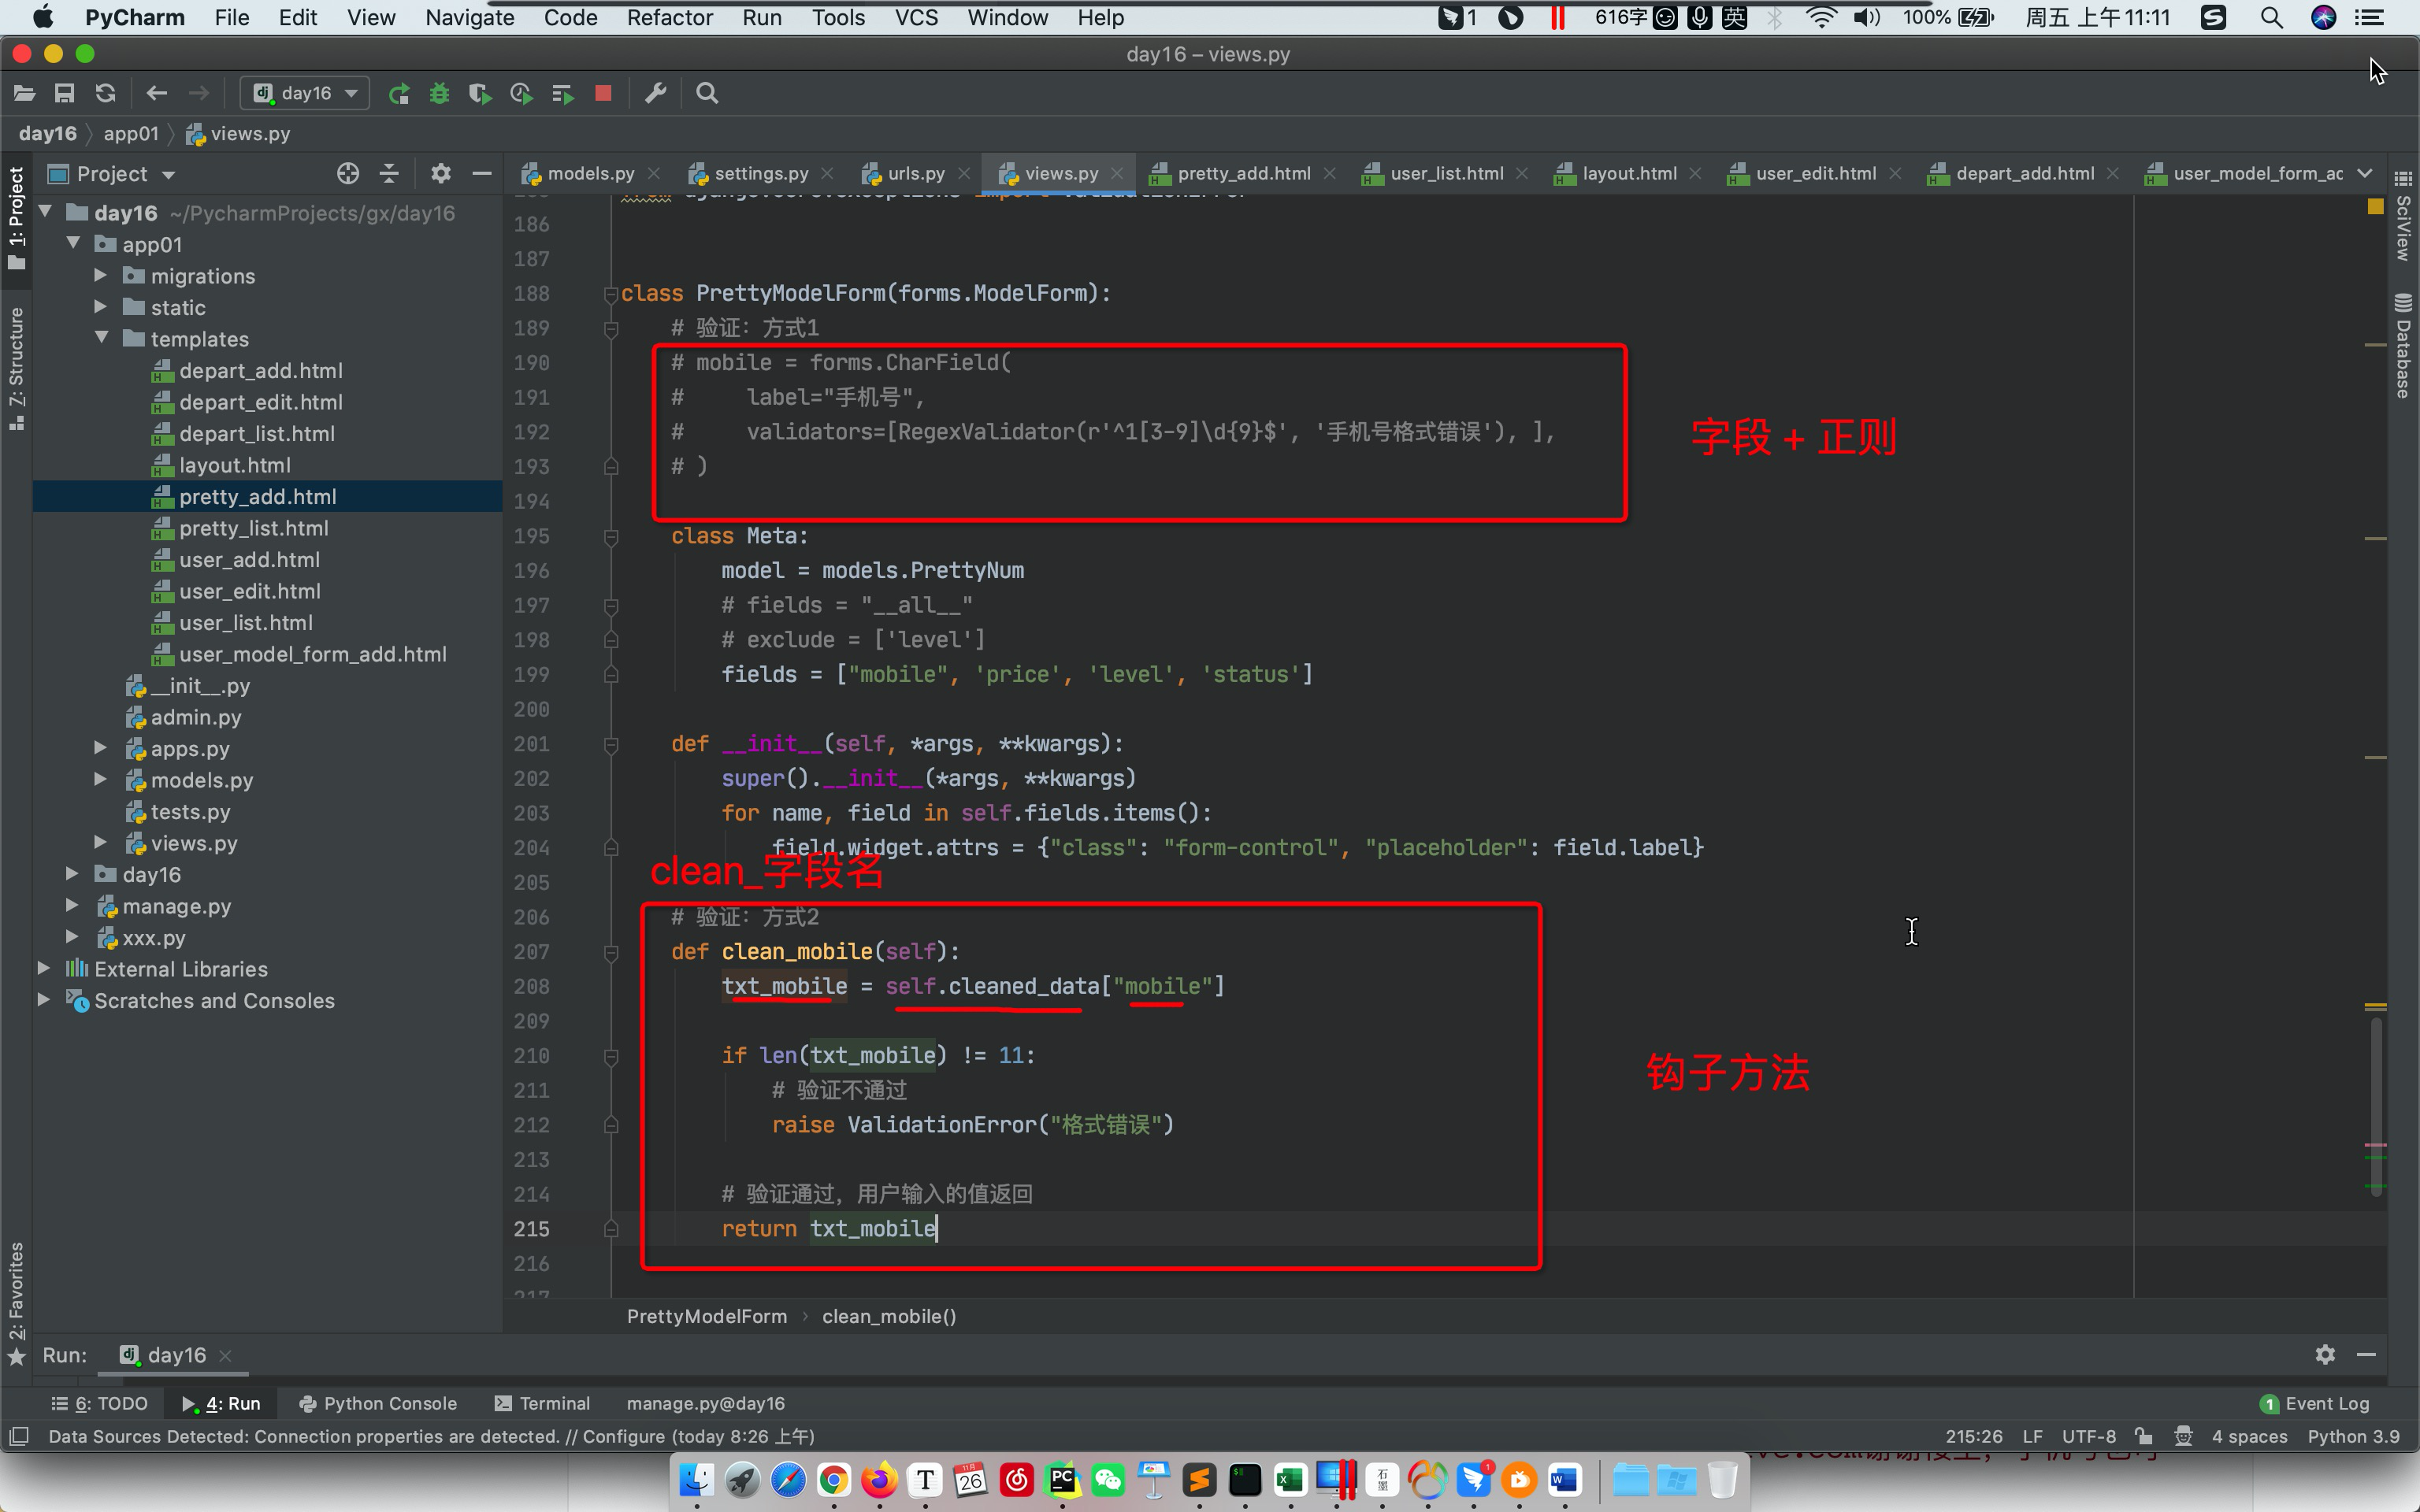 PyCharm File Edit View Navigate Code Refactor Run Tools VCS Window Help 1 616字 英 100% 周五 上午11:11
day16 – views.py
day16
day16 app01 views.py
1: Project
7: Structure
2: Favorites
SciView
Database
Project
models.py settings.py urls.py views.py pretty_add.html user_list.html layout.html user_edit.html depart_add.html user_model_form_ac
day16 ~/PycharmProjects/gx/day16
app01
migrations
static
templates
depart_add.html
depart_edit.html
depart_list.html
layout.html
pretty_add.html
pretty_list.html
user_add.html
user_edit.html
user_list.html
user_model_form_add.html
__init__.py
admin.py
apps.py
models.py
tests.py
views.py
day16
manage.py
xxx.py
External Libraries
Scratches and Consoles
186
187
188 class PrettyModelForm(forms.ModelForm):
189 # 验证：方式1
190 # mobile = forms.CharField(
191 # label="手机号",
192 # validators=[RegexValidator(r'^1[3-9]\d{9}$', '手机号格式错误'), ],
字段 + 正则
193 # )
194
195 class Meta:
196 model = models.PrettyNum
197 # fields = "__all__"
198 # exclude = ['level']
199 fields = ["mobile", 'price', 'level', 'status']
200
201 def __init__(self, *args, **kwargs):
202 super().__init__(*args, **kwargs)
203 for name, field in self.fields.items():
204 field.widget.attrs = {"class": "form-control", "placeholder": field.label}
clean_字段名
205
206 # 验证：方式2
207 def clean_mobile(self):
208 txt_mobile = self.cleaned_data["mobile"]
209
210 if len(txt_mobile) != 11:
钩子方法
211 # 验证不通过
212 raise ValidationError("格式错误")
213
214 # 验证通过，用户输入的值返回
215 return txt_mobile
216
217
PrettyModelForm clean_mobile()
Run: day16
6: TODO 4: Run Python Console Terminal manage.py@day16 1 Event Log
Data Sources Detected: Connection properties are detected. // Configure (today 8:26 上午) 215:26 LF UTF-8 4 spaces Python 3.9
11月
26
石墨
1